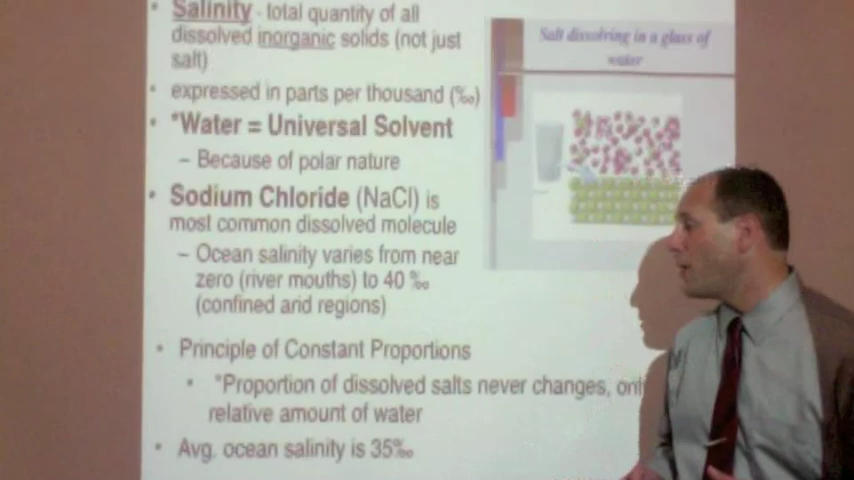 • Salinity - total quantity of all
dissolved inorganic solids (not just
salt)
• expressed in parts per thousand (‰)
• *Water = Universal Solvent
– Because of polar nature
• Sodium Chloride (NaCl) is
most common dissolved molecule
– Ocean salinity varies from near
zero (river mouths) to 40 ‰
(confined arid regions)
• Principle of Constant Proportions
• *Proportion of dissolved salts never changes,
relative amount of water
• Avg. ocean salinity is 35‰
Salt dissolving in a glass of
water